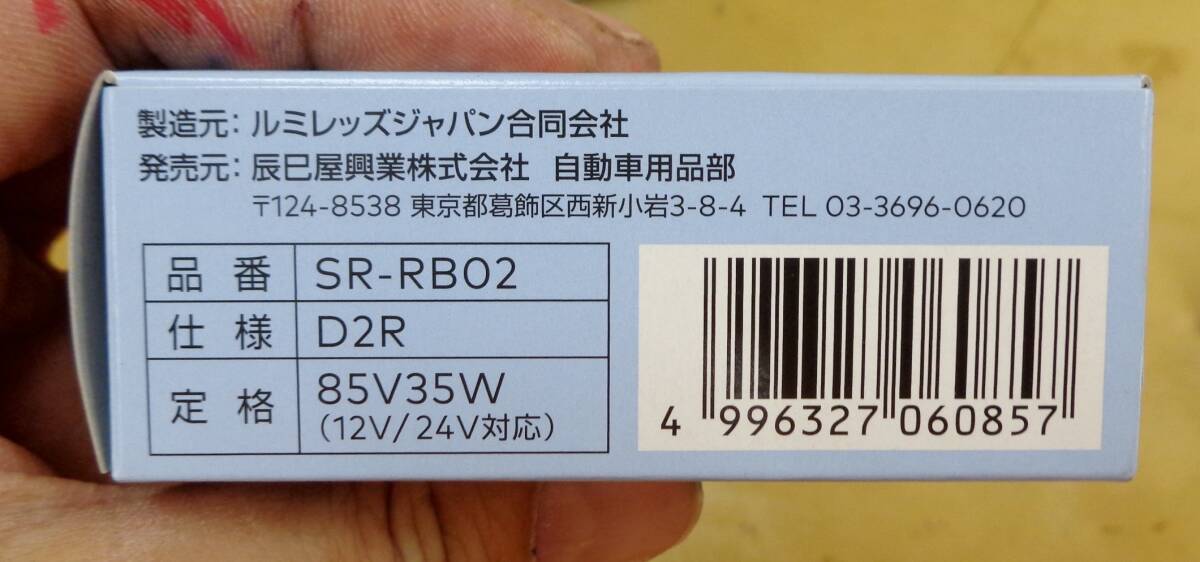 製造元: ルミレッズジャパン合同会社
発売元: 辰巳屋興業株式会社 自動車用品部
〒124-8538 東京都葛飾区西新小岩3-8-4 TEL 03-3696-0620
品番 SR-RB02
仕様 D2R
定格 85V35W
(12V/24V対応)
4 996327 060857